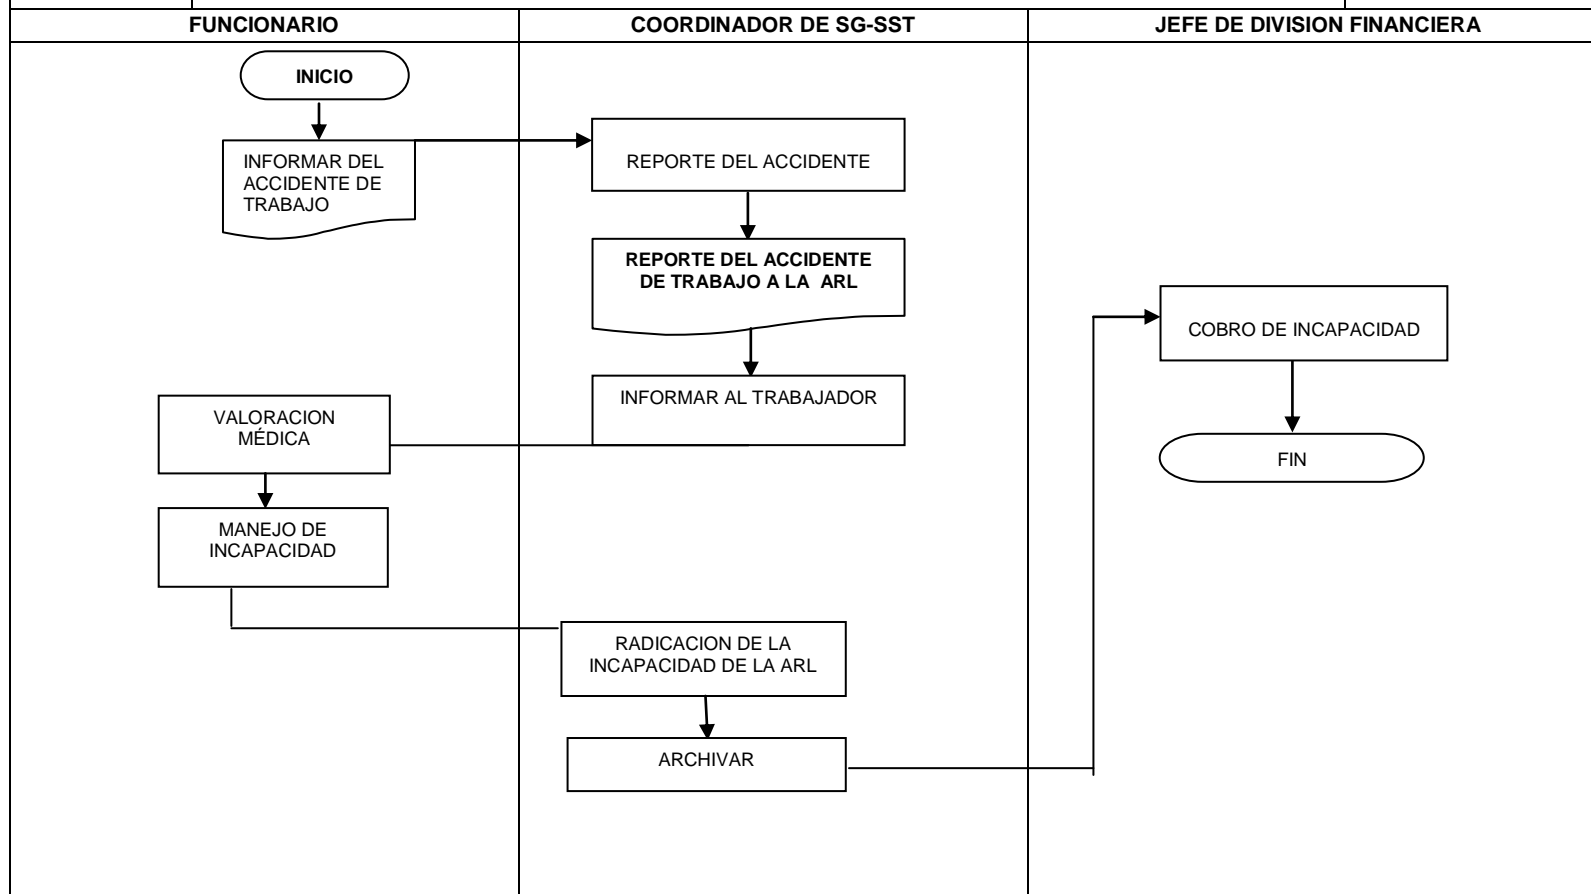 FUNCIONARIO
COORDINADOR DE SG-SST
JEFE DE DIVISION FINANCIERA
INICIO
INFORMAR DEL
ACCIDENTE DE
TRABAJO
REPORTE DEL ACCIDENTE
REPORTE DEL ACCIDENTE
DE TRABAJO A LA ARL
INFORMAR AL TRABAJADOR
VALORACION
MÉDICA
MANEJO DE
INCAPACIDAD
RADICACION DE LA
INCAPACIDAD DE LA ARL
ARCHIVAR
COBRO DE INCAPACIDAD
FIN